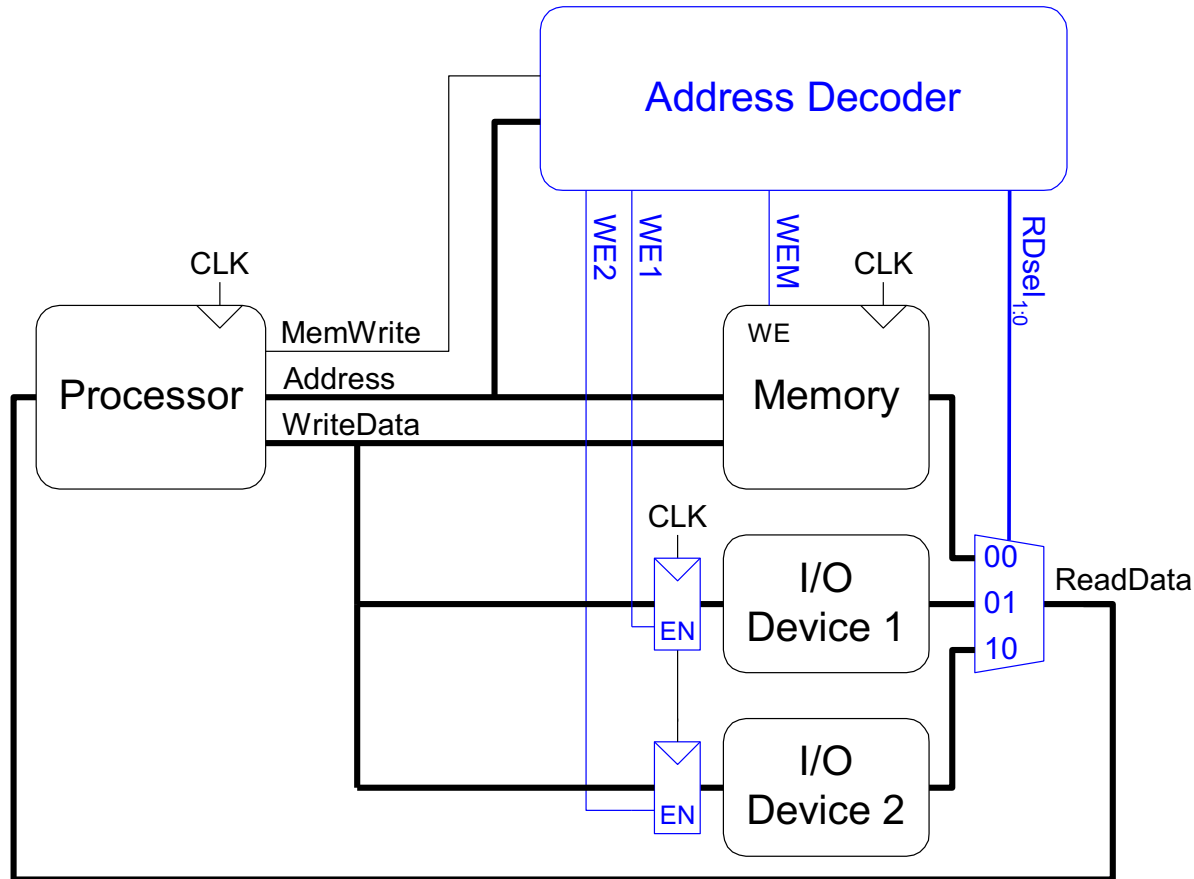 Address Decoder
WE2
WE1
WEM
RDsel1:0
CLK
CLK
MemWrite
WE
Processor
Address
Memory
WriteData
CLK
00
I/O
Device 1
EN
01
ReadData
10
I/O
Device 2
EN